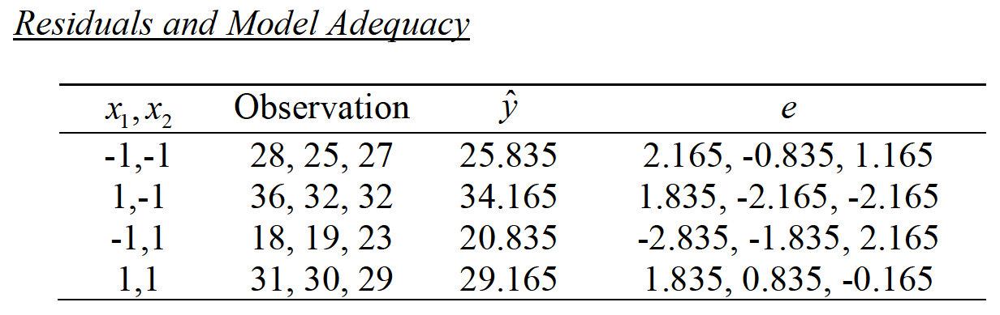 Residuals and Model Adequacy
x₁, x₂ Observation ŷ e
-1,-1 28, 25, 27 25.835 2.165, -0.835, 1.165
1,-1 36, 32, 32 34.165 1.835, -2.165, -2.165
-1,1 18, 19, 23 20.835 -2.835, -1.835, 2.165
1,1 31, 30, 29 29.165 1.835, 0.835, -0.165